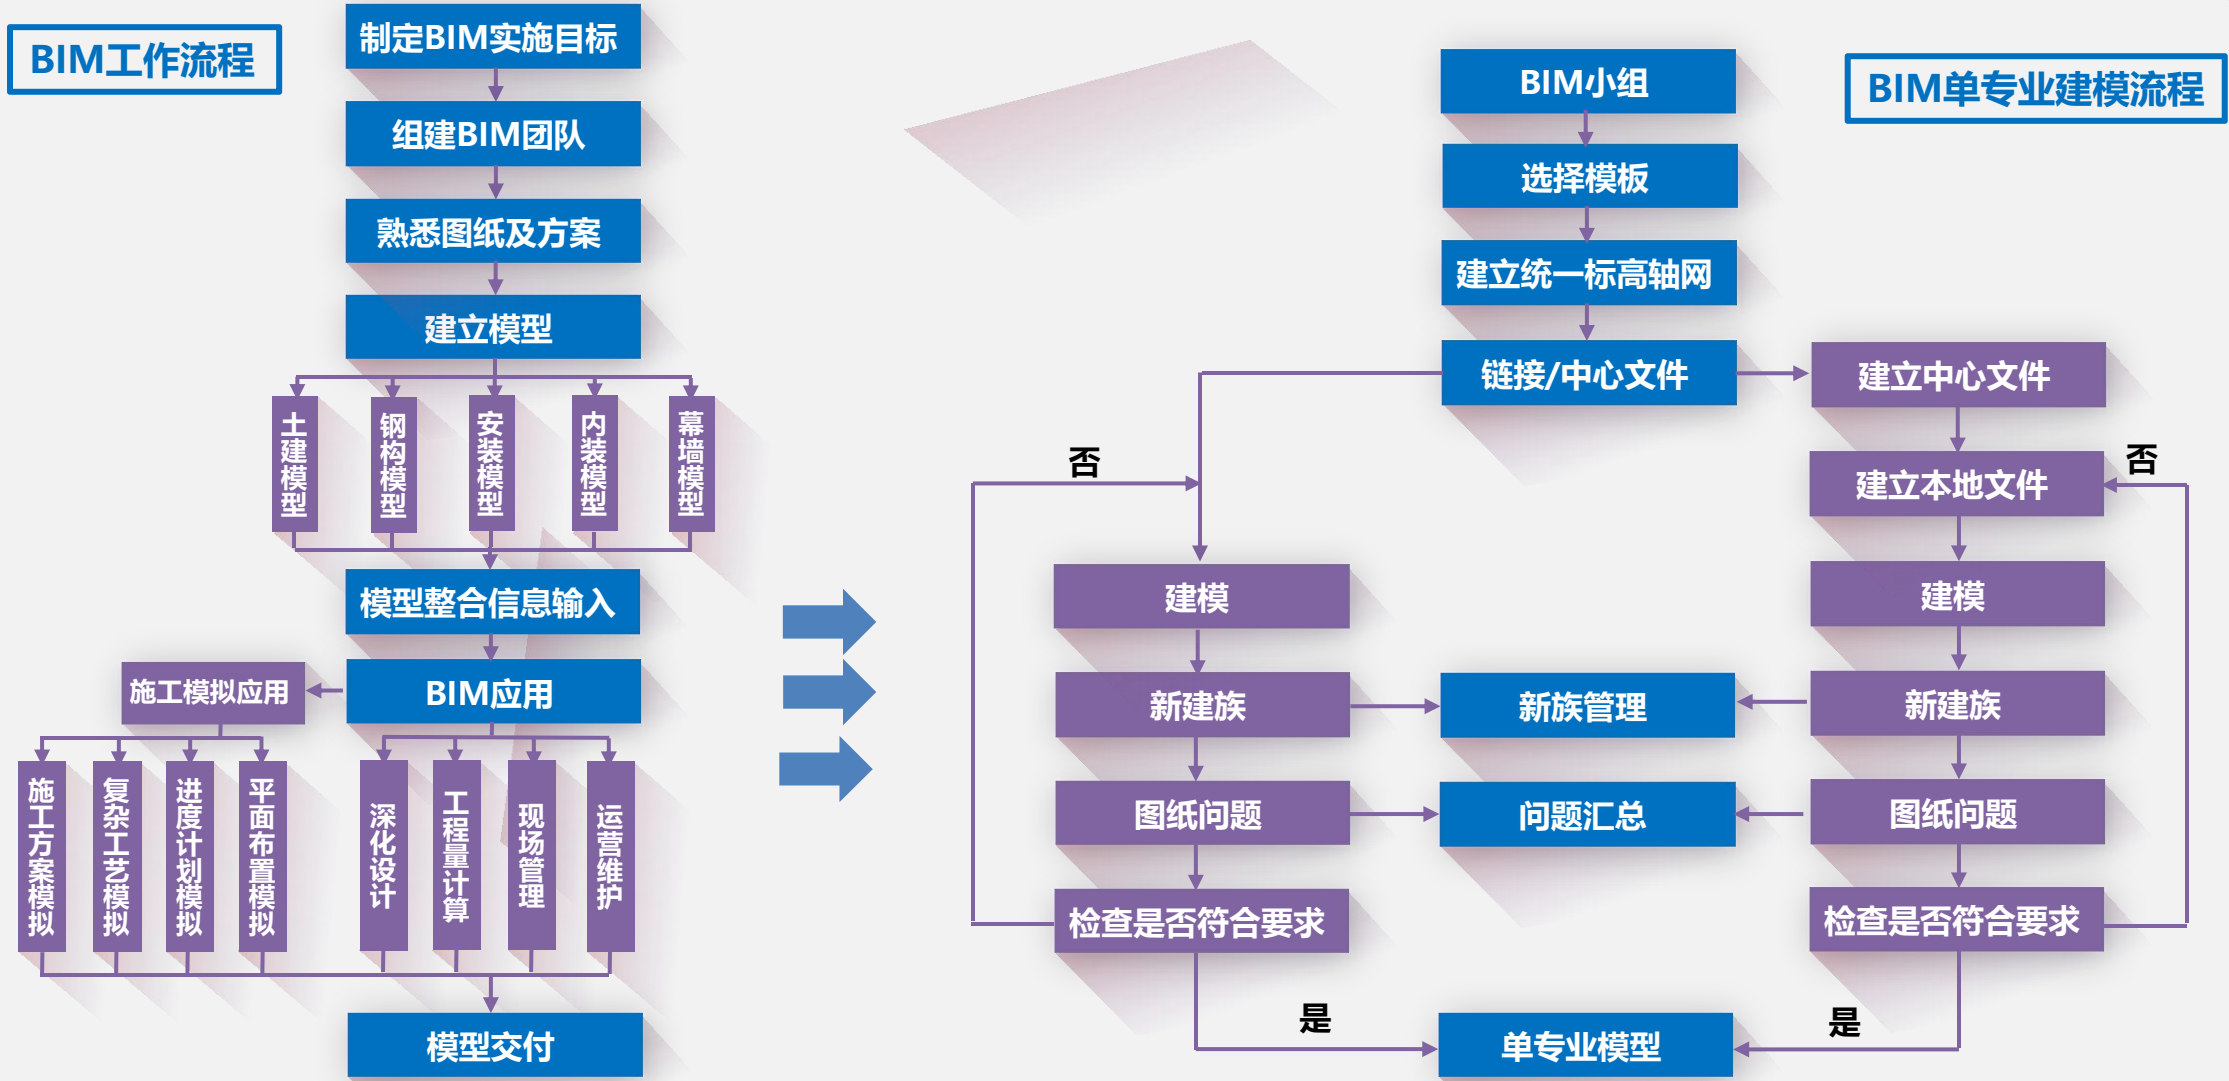 BIM工作流程
制定BIM实施目标
组建BIM团队
熟悉图纸及方案
建立模型
土建模型
钢构模型
安装模型
内装模型
幕墙模型
模型整合信息输入
施工模拟应用
BIM应用
施工方案模拟
复杂工艺模拟
进度计划模拟
平面布置模拟
深化设计
工程量计算
现场管理
运营维护
模型交付
BIM单专业建模流程
BIM小组
选择模板
建立统一标高轴网
链接/中心文件
建立中心文件
否
否
建立本地文件
建模
建模
新建族
新族管理
新建族
图纸问题
问题汇总
图纸问题
检查是否符合要求
检查是否符合要求
是
是
单专业模型